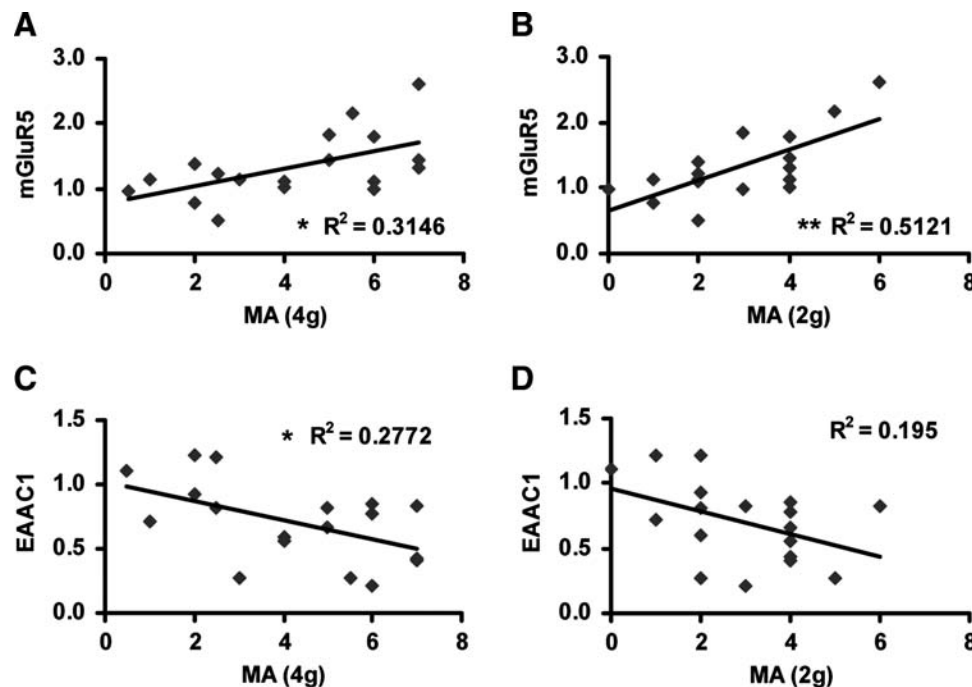 A
3.0
2.0
1.0
0.0
mGluR5
* R² = 0.3146
0 2 4 6 8
MA (4g)
B
3.0
2.0
1.0
0.0
mGluR5
** R² = 0.5121
0 2 4 6 8
MA (2g)
C
1.5
1.0
0.5
0.0
EAAC1
* R² = 0.2772
0 2 4 6 8
MA (4g)
D
1.5
1.0
0.5
0.0
EAAC1
R² = 0.195
0 2 4 6 8
MA (2g)